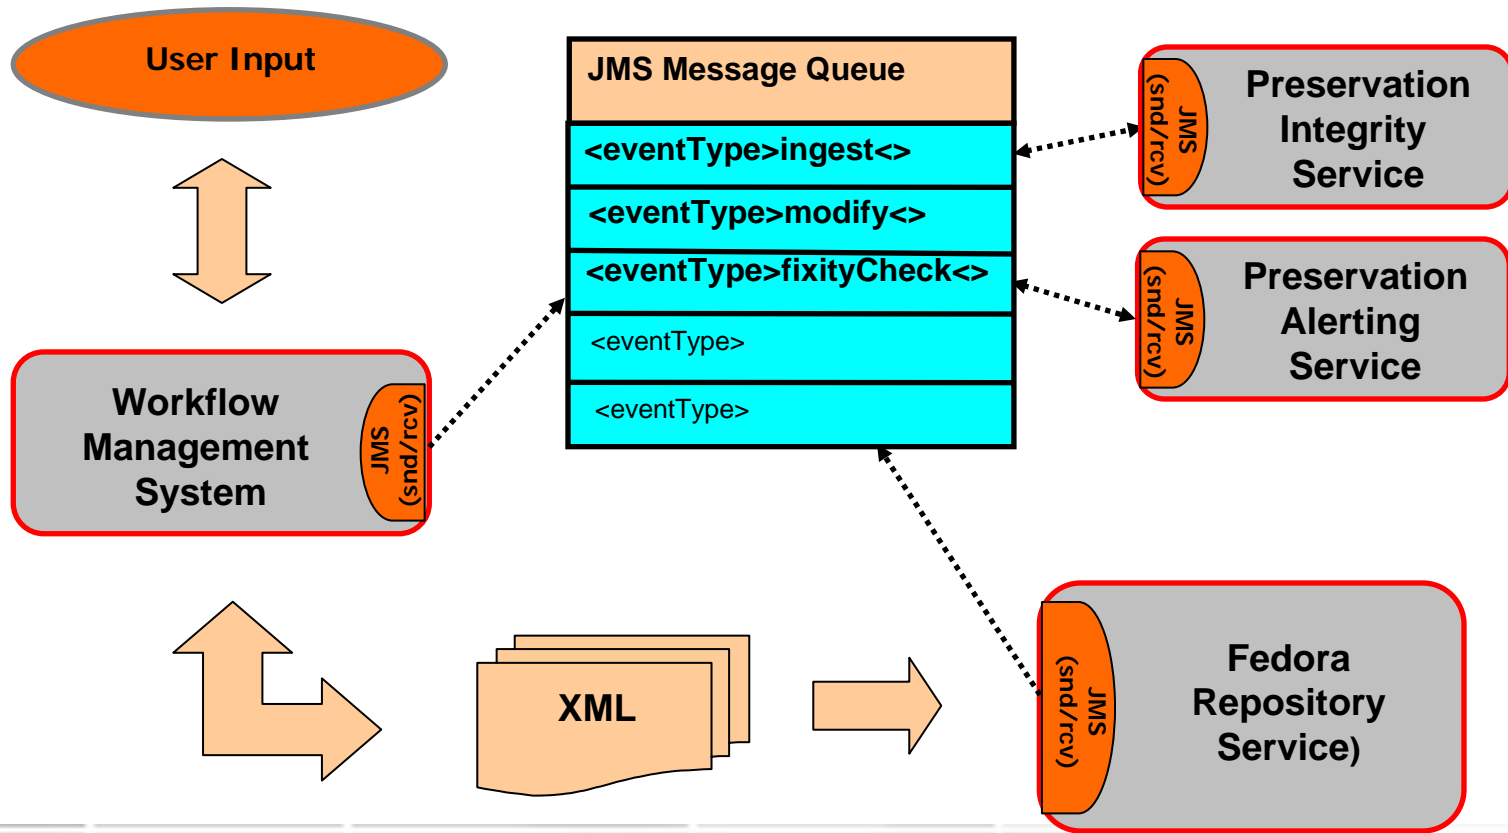 User Input
JMS Message Queue
<eventType>ingest<>
<eventType>modify<>
<eventType>fixityCheck<>
<eventType>
<eventType>
JMS
(snd/rcv)
Preservation
Integrity
Service
JMS
(snd/rcv)
Preservation
Alerting
Service
Workflow
Management
System
JMS
(snd/rcv)
XML
JMS
(snd/rcv)
Fedora
Repository
Service)